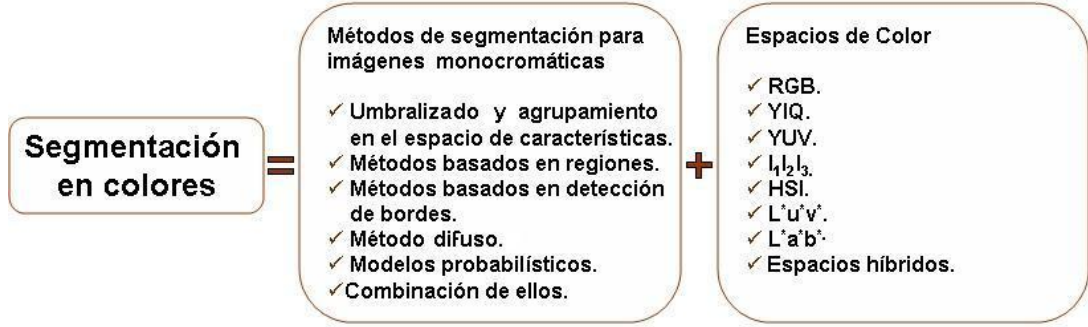 Segmentación
en colores
=
Métodos de segmentación para
imágenes monocromáticas
✓ Umbralizado y agrupamiento
en el espacio de características.
✓ Métodos basados en regiones.
✓ Métodos basados en detección
de bordes.
✓ Método difuso.
✓ Modelos probabilísticos.
✓Combinación de ellos.
+
Espacios de Color
✓ RGB.
✓ YIQ.
✓ YUV.
✓ I₁I₂I₃.
✓ HSI.
✓ L*u*v*.
✓ L*a*b*.
✓ Espacios híbridos.